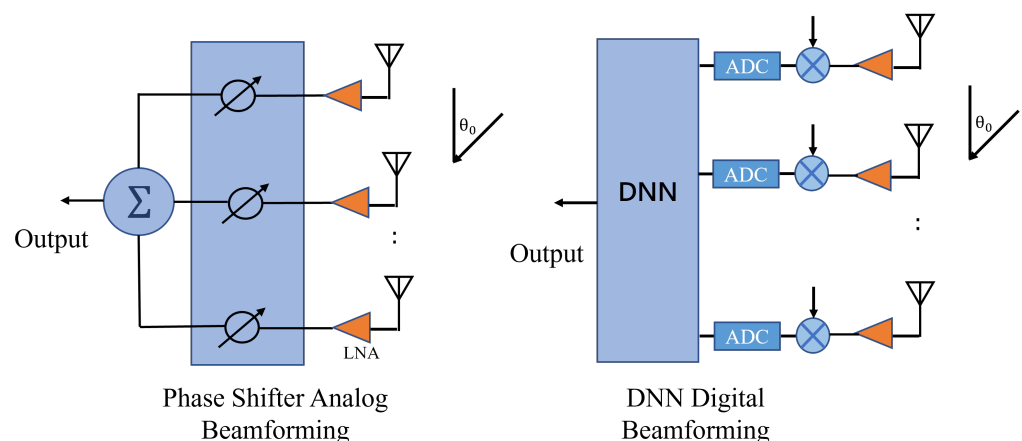 θ₀
Σ
:
Output
LNA
Phase Shifter Analog
Beamforming
ADC
θ₀
ADC
DNN
:
Output
ADC
DNN Digital
Beamforming